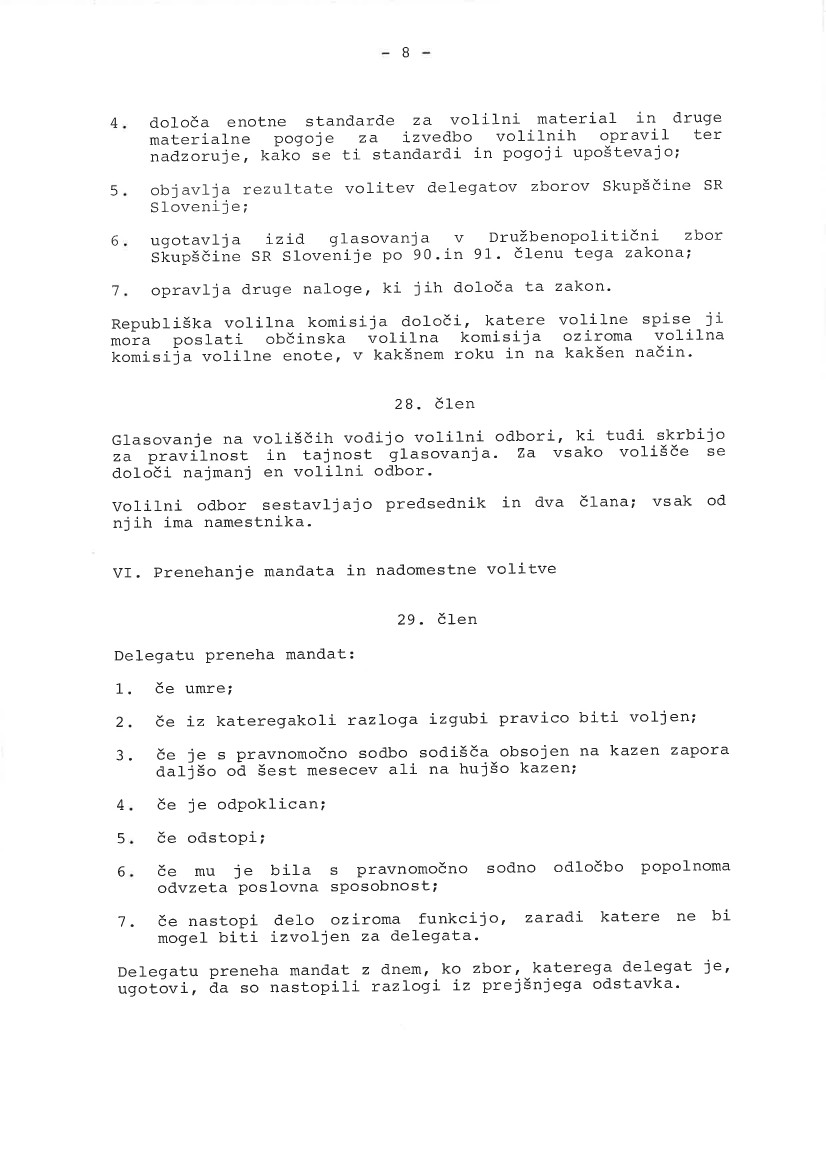 - 8 -
4. določa enotne standarde za volilni material in druge
materialne pogoje za izvedbo volilnih opravil ter
nadzoruje, kako se ti standardi in pogoji upoštevajo;
5. objavlja rezultate volitev delegatov zborov Skupščine SR
Slovenije;
6. ugotavlja izid glasovanja v Družbenopolitični zbor
Skupščine SR Slovenije po 90.in 91. členu tega zakona;
7. opravlja druge naloge, ki jih določa ta zakon.
Republiška volilna komisija določi, katere volilne spise ji
mora poslati občinska volilna komisija oziroma volilna
komisija volilne enote, v kakšnem roku in na kakšen način.
28. člen
Glasovanje na voliščih vodijo volilni odbori, ki tudi skrbijo
za pravilnost in tajnost glasovanja. Za vsako volišče se
določi najmanj en volilni odbor.
Volilni odbor sestavljajo predsednik in dva člana; vsak od
njih ima namestnika.
VI. Prenehanje mandata in nadomestne volitve
29. člen
Delegatu preneha mandat:
1. če umre;
2. če iz kateregakoli razloga izgubi pravico biti voljen;
3. če je s pravnomočno sodbo sodišča obsojen na kazen zapora
daljšo od šest mesecev ali na hujšo kazen;
4. če je odpoklican;
5. če odstopi;
6. če mu je bila s pravnomočno sodno odločbo popolnoma
odvzeta poslovna sposobnost;
7. če nastopi delo oziroma funkcijo, zaradi katere ne bi
mogel biti izvoljen za delegata.
Delegatu preneha mandat z dnem, ko zbor, katerega delegat je,
ugotovi, da so nastopili razlogi iz prejšnjega odstavka.